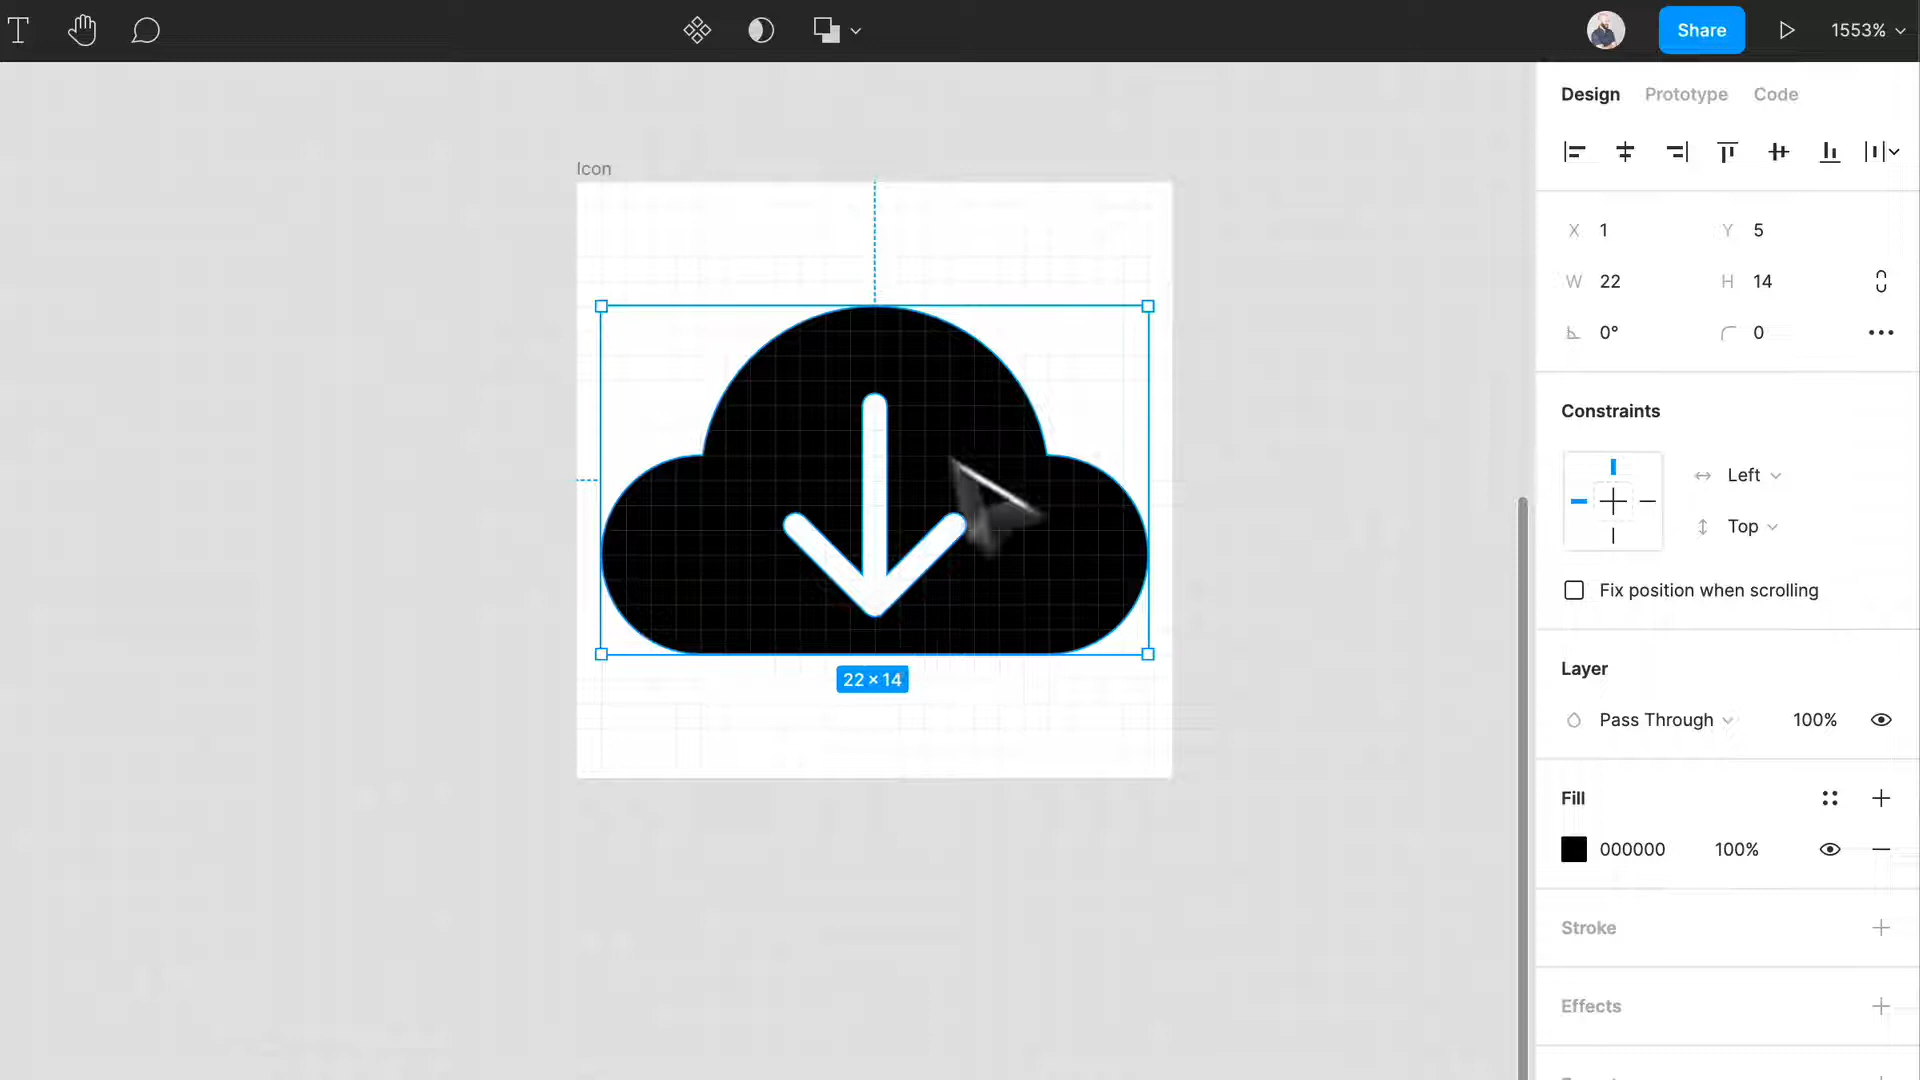 T
Share
1553%
Design Prototype Code
Icon
X 1 Y 5
W 22 H 14
0° 0
Constraints
Left
Top
Fix position when scrolling
22 × 14
Layer
Pass Through 100%
Fill
000000 100%
Stroke
Effects